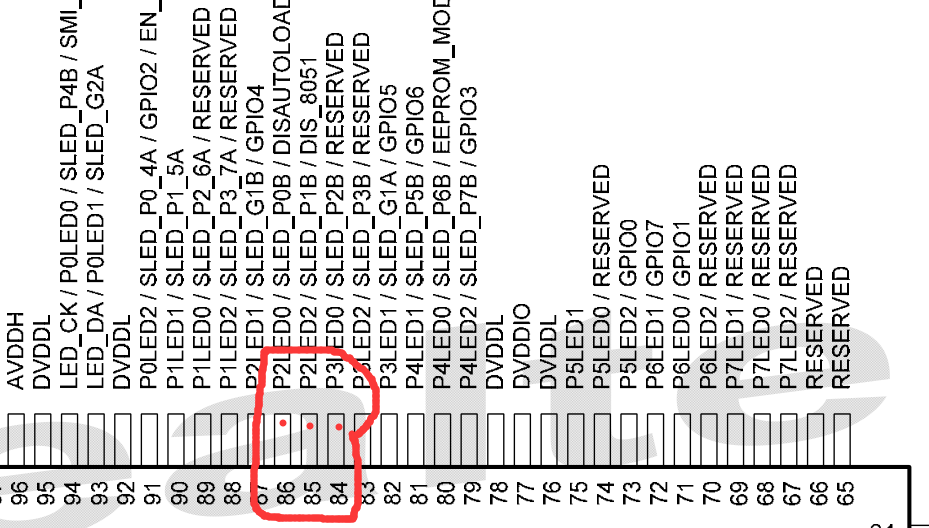 AVDDH
DVDDL
LED_CK / P0LED0 / SLED_P4B / SMI_
LED_DA / P0LED1 / SLED_G2A
DVDDL
P0LED2 / SLED_P0_4A / GPIO2 / EN_
P1LED1 / SLED_P1_5A
P1LED0 / SLED_P2_6A / RESERVED
P1LED2 / SLED_P3_7A / RESERVED
P2LED1 / SLED_G1B / GPIO4
P2LED0 / SLED_P0B / DISAUTOLOAD
P2LED2 / SLED_P1B / DIS_8051
P3LED0 / SLED_P2B / RESERVED
P3LED2 / SLED_P3B / RESERVED
P3LED1 / SLED_G1A / GPIO5
P4LED1 / SLED_P5B / GPIO6
P4LED0 / SLED_P6B / EEPROM_MOD
P4LED2 / SLED_P7B / GPIO3
DVDDL
DVDDIO
DVDDL
P5LED1
P5LED0 / RESERVED
P5LED2 / GPIO0
P6LED1 / GPIO7
P6LED0 / GPIO1
P6LED2 / RESERVED
P7LED1 / RESERVED
P7LED0 / RESERVED
P7LED2 / RESERVED
RESERVED
RESERVED
96
95
94
93
92
91
90
89
88
87
86
85
84
83
82
81
80
79
78
77
76
75
74
73
72
71
70
69
68
67
66
65
ealte